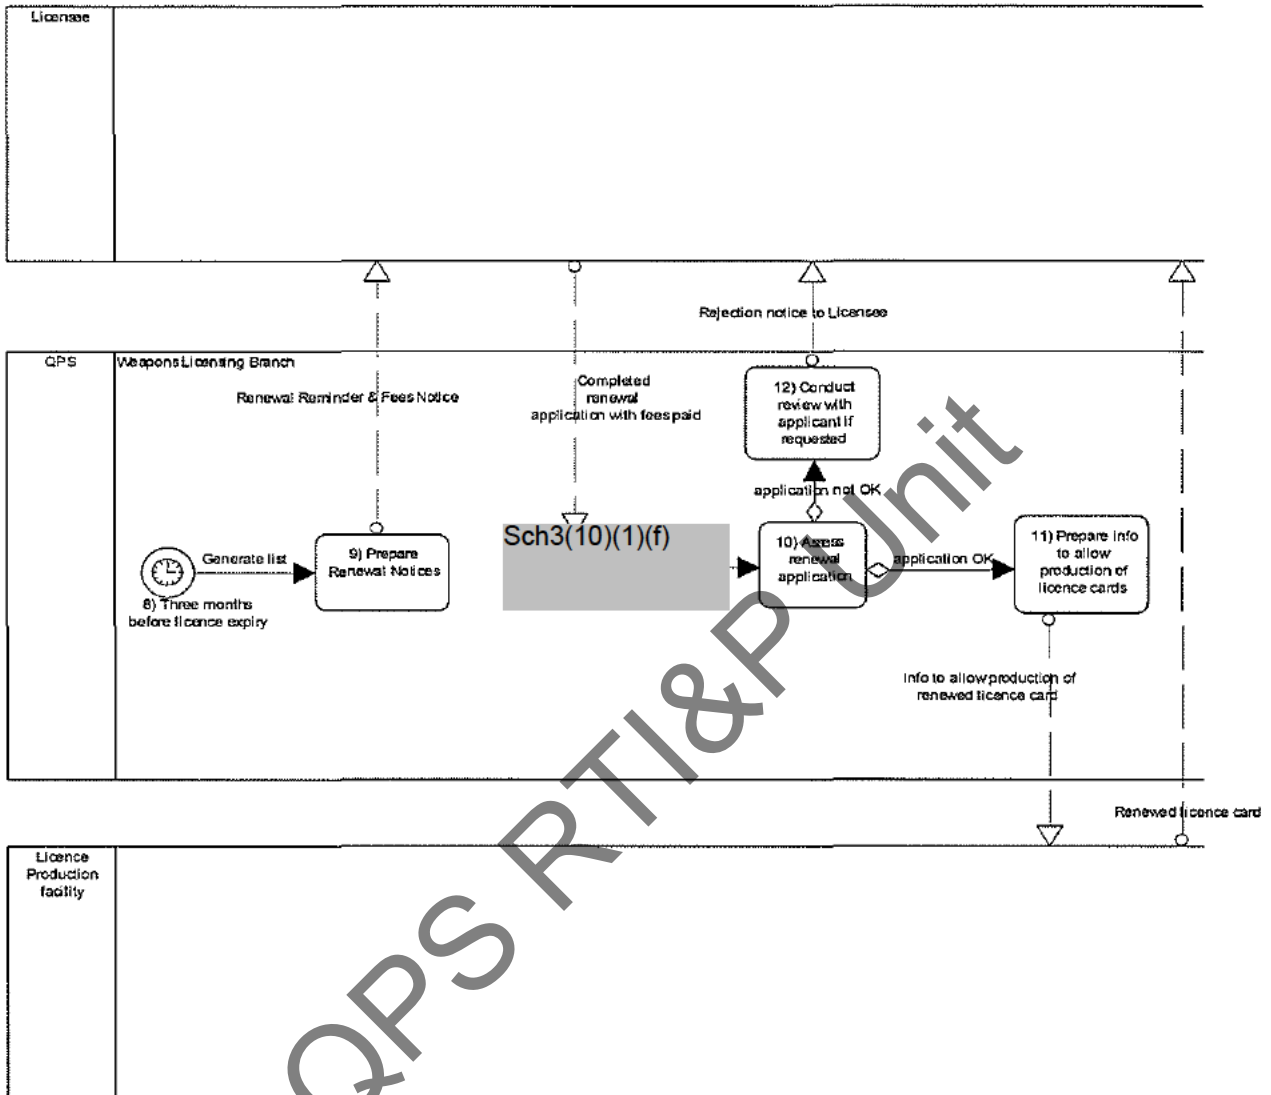 Licensee
Rejection notice to Licensee
QPS
Weapons Licensing Branch
Renewal Reminder & Fees Notice
Completed
renewal
application with fees paid
12) Conduct
review with
applicant if
requested
application not OK
Sch3(10)(1)(f)
Generate list
9) Prepare
Renewal Notices
8) Three months
before licence expiry
10) Assess
renewal
application
application OK
11) Prepare info
to allow
production of
licence cards
Info to allow production of
renewed licence card
Renewed licence card
Licence
Production
facility
QPS RTI&P Unit